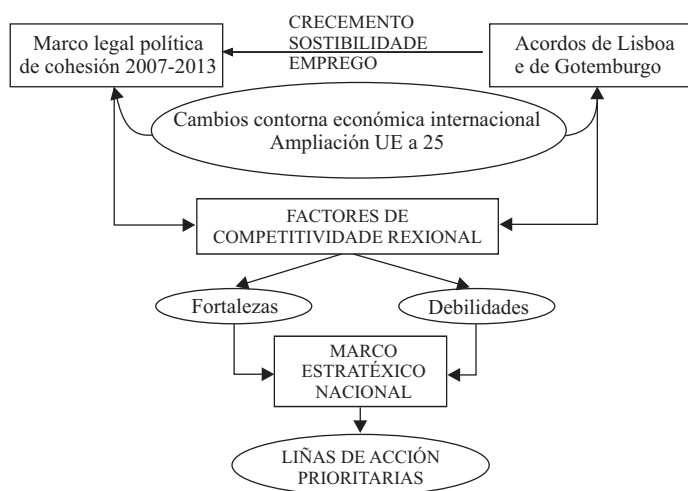 Marco legal política
de cohesión 2007-2013
CRECEMENTO
SOSTIBILIDADE
EMPREGO
Acordos de Lisboa
e de Gotemburgo
Cambios contorna económica internacional
Ampliación UE a 25
FACTORES DE
COMPETITIVIDADE REXIONAL
Fortalezas
Debilidades
MARCO
ESTRATÉXICO
NACIONAL
LIÑAS DE ACCIÓN
PRIORITARIAS